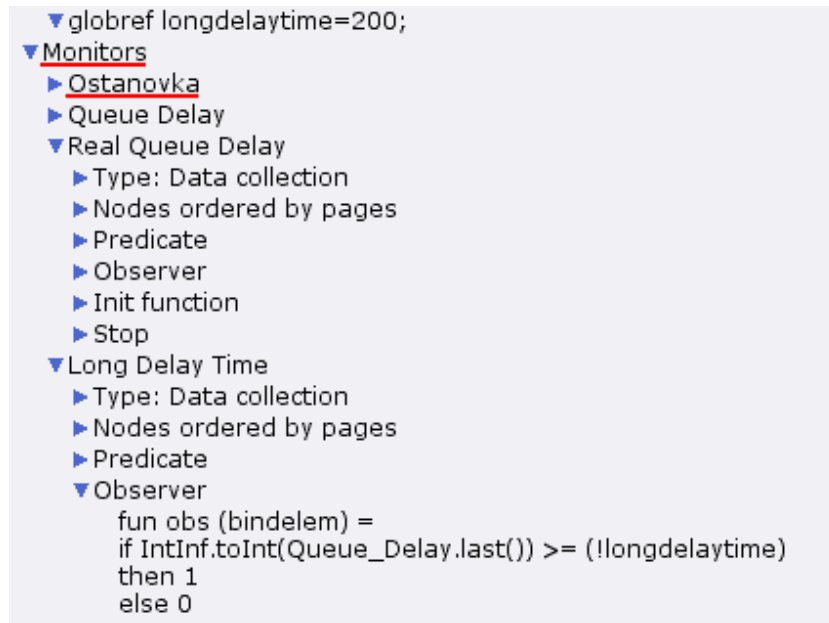 globref longdelaytime=200;
Monitors
Ostanovka
Queue Delay
Real Queue Delay
Type: Data collection
Nodes ordered by pages
Predicate
Observer
Init function
Stop
Long Delay Time
Type: Data collection
Nodes ordered by pages
Predicate
Observer
fun obs (bindelem) =
if IntInf.toInt(Queue_Delay.last()) >= (!longdelaytime)
then 1
else 0